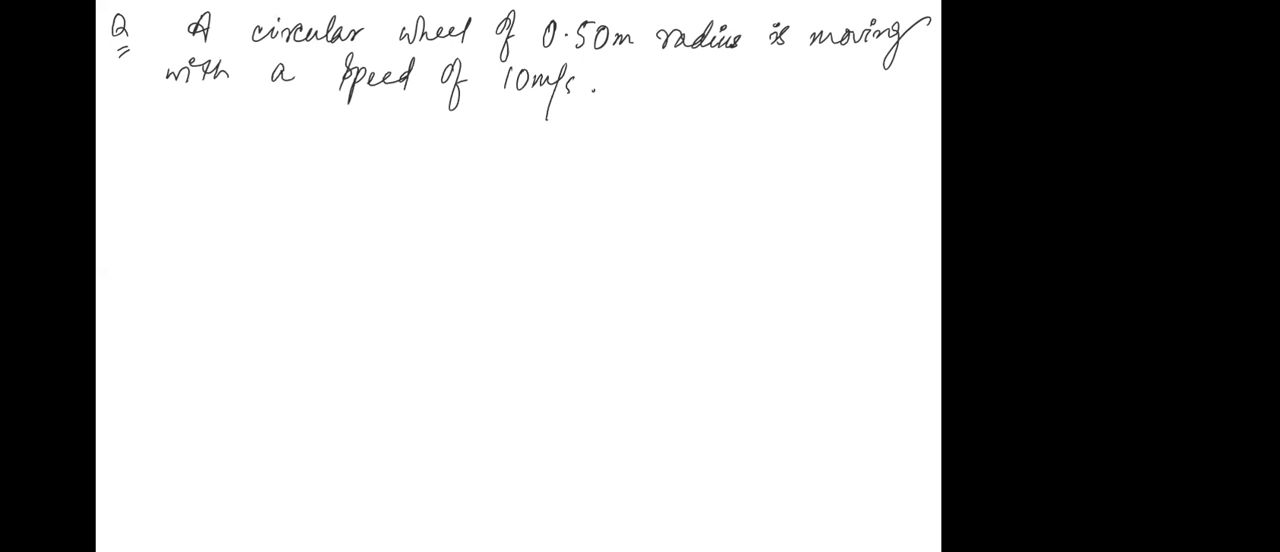 Q A circular wheel of 0.50m radius is moving
with a speed of 10m/s.